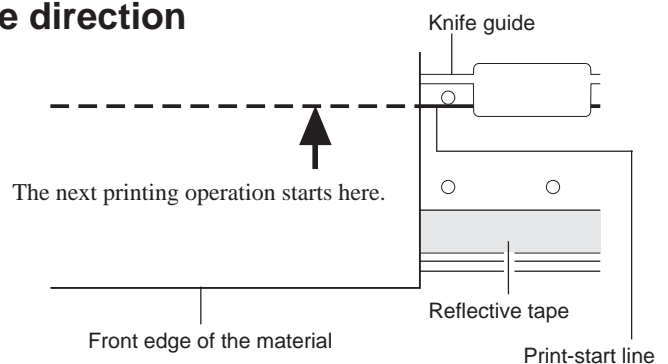 e direction
Knife guide
The next printing operation starts here.
Reflective tape
Front edge of the material
Print-start line